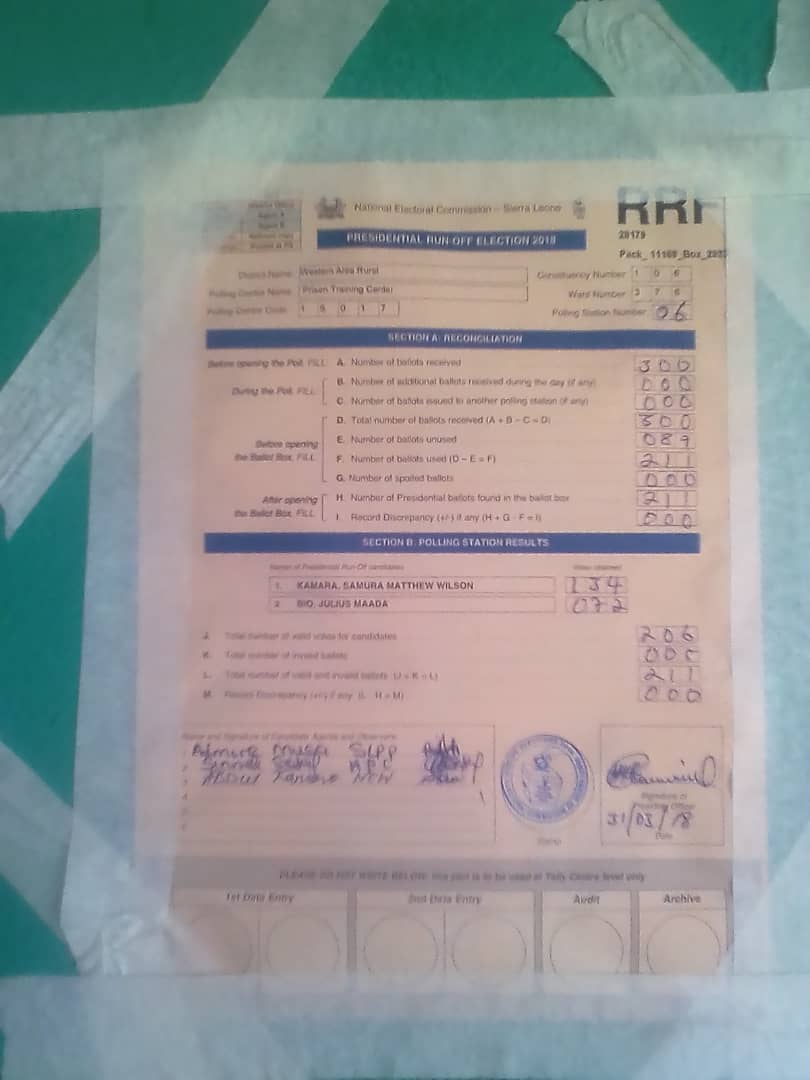 National Electoral Commission - Sierra Leone
RRF
PRESIDENTIAL RUN OFF ELECTION 2018
29179
District Name Western Area Rural
Constituency Number 1 0 6
Polling Centre Name Prison Training Center
Ward Number 3 7 6
Polling Centre Code 1 5 0 1 7
Polling Station Number 06
SECTION A: RECONCILIATION
Before opening the Poll, FILL: A. Number of ballots received 300
During the Poll, FILL:
B. Number of additional ballots received during the day (if any) 000
C. Number of ballots issued to another polling station (if any) 000
D. Total number of ballots received (A + B - C = D) 300
Before opening the Ballot Box, FILL:
E. Number of ballots unused 089
F. Number of ballots used (D - E = F) 211
G. Number of spoiled ballots 000
After opening the Ballot Box, FILL:
H. Number of Presidential ballots found in the ballot box 211
I. Record Discrepancy (+/-) if any (H + G - F = I) 000
SECTION B: POLLING STATION RESULTS
Name of Presidential Run Off candidates Votes obtained
1. KAMARA, SAMURA MATTHEW WILSON 134
2. BIO, JULIUS MAADA 072
J. Total number of valid votes for candidates 206
K. Total number of invalid ballots
L. Total number of valid and invalid ballots (J + K = L) 211
M. Record Discrepancy (+/-) if any (L - H = M) 000
Name and Signature of Candidate Agents and Observers
1 SLPP
2 APC
3
4
5
6
Signature of Presiding Officer
31/03/18
Date
Stamp
PLEASE DO NOT WRITE BELOW, this part is to be used at Tally Centre level only
1st Data Entry 2nd Data Entry Audit Archive